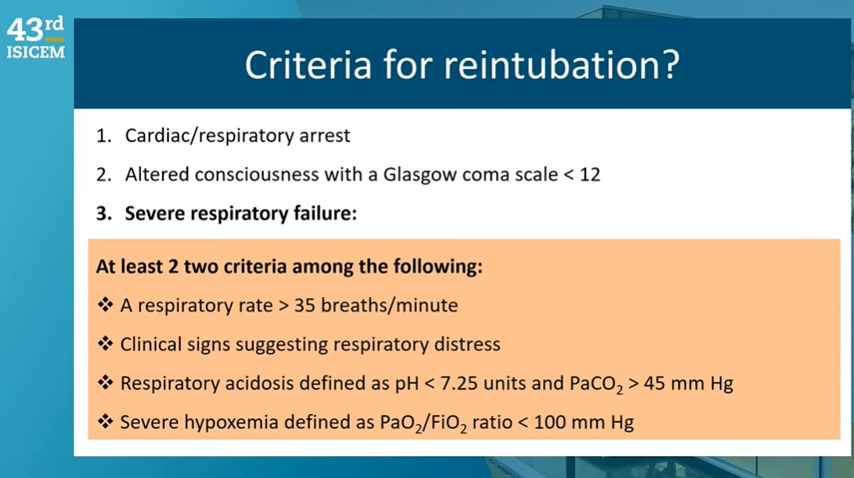 43rd
ISICEM
Criteria for reintubation?
1. Cardiac/respiratory arrest
2. Altered consciousness with a Glasgow coma scale < 12
3. Severe respiratory failure:
At least 2 two criteria among the following:
❖ A respiratory rate > 35 breaths/minute
❖ Clinical signs suggesting respiratory distress
❖ Respiratory acidosis defined as pH < 7.25 units and PaCO₂ > 45 mm Hg
❖ Severe hypoxemia defined as PaO₂/FiO₂ ratio < 100 mm Hg